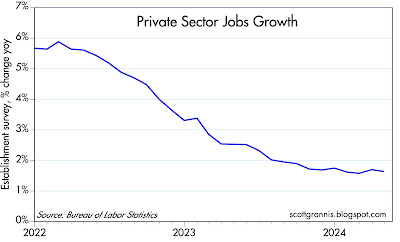 Private Sector Jobs Growth
Establishment survey, % change yoy
7%
6%
5%
4%
3%
2%
1%
0%
Source: Bureau of Labor Statistics
scottgrannis.blogspot.com
2022
2023
2024